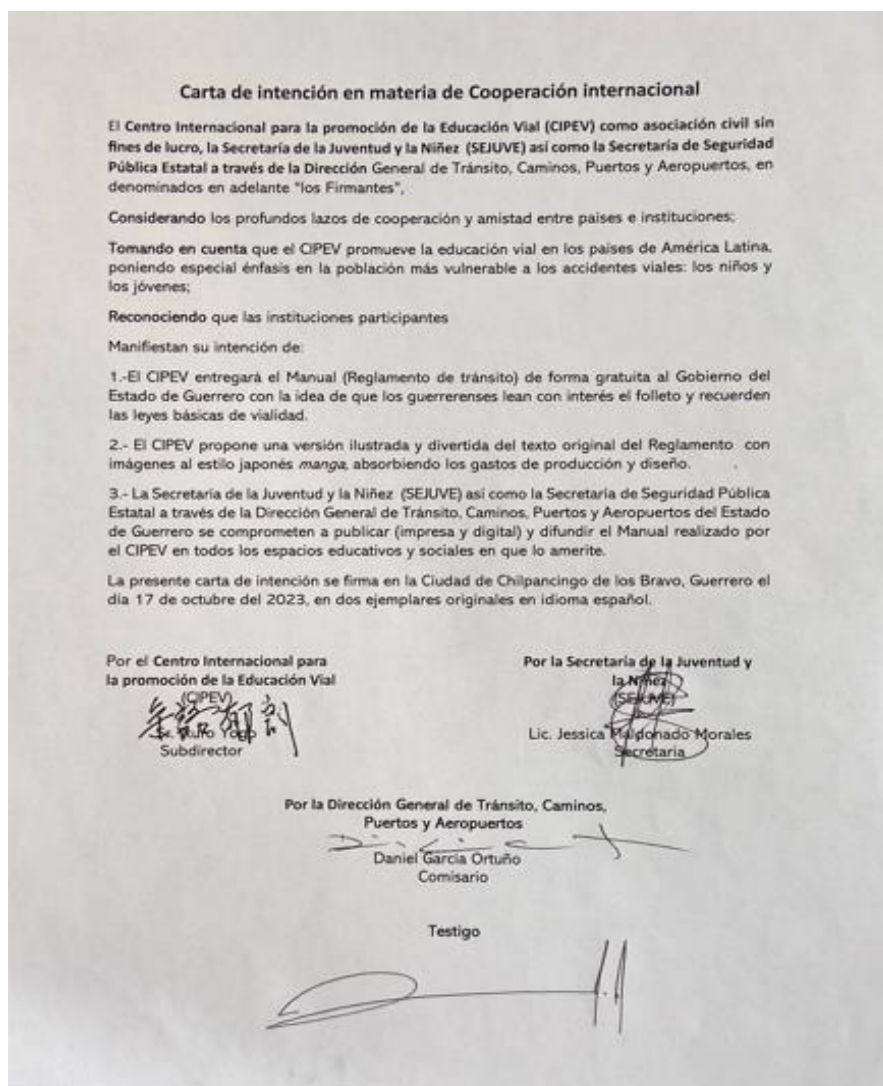 Carta de intención en materia de Cooperación internacional
El Centro Internacional para la promoción de la Educación Vial (CIPEV) como asociación civil sin
fines de lucro, la Secretaría de la Juventud y la Niñez (SEJUVE) así como la Secretaría de Seguridad
Pública Estatal a través de la Dirección General de Tránsito, Caminos, Puertos y Aeropuertos, en
denominados en adelante "los Firmantes",
Considerando los profundos lazos de cooperación y amistad entre países e instituciones;
Tomando en cuenta que el CIPEV promueve la educación vial en los países de América Latina,
poniendo especial énfasis en la población más vulnerable a los accidentes viales: los niños y
los jóvenes;
Reconociendo que las instituciones participantes
Manifiestan su intención de:
1.-El CIPEV entregará el Manual (Reglamento de tránsito) de forma gratuita al Gobierno del
Estado de Guerrero con la idea de que los guerrerenses lean con interés el folleto y recuerden
las leyes básicas de vialidad.
2.- El CIPEV propone una versión ilustrada y divertida del texto original del Reglamento con
imágenes al estilo japonés manga, absorbiendo los gastos de producción y diseño.
3.- La Secretaría de la Juventud y la Niñez (SEJUVE) así como la Secretaría de Seguridad Pública
Estatal a través de la Dirección General de Tránsito, Caminos, Puertos y Aeropuertos del Estado
de Guerrero se comprometen a publicar (impresa y digital) y difundir el Manual realizado por
el CIPEV en todos los espacios educativos y sociales en que lo amerite.
La presente carta de intención se firma en la Ciudad de Chilpancingo de los Bravo, Guerrero el
día 17 de octubre del 2023, en dos ejemplares originales en idioma español.
Por el Centro Internacional para
la promoción de la Educación Vial
(CIPEV)
Subdirector
Por la Secretaría de la Juventud y
la Niñez
(SEJUVE)
Lic. Jessica Maldonado Morales
Secretaria
Por la Dirección General de Tránsito, Caminos,
Puertos y Aeropuertos
Daniel García Ortuño
Comisario
Testigo